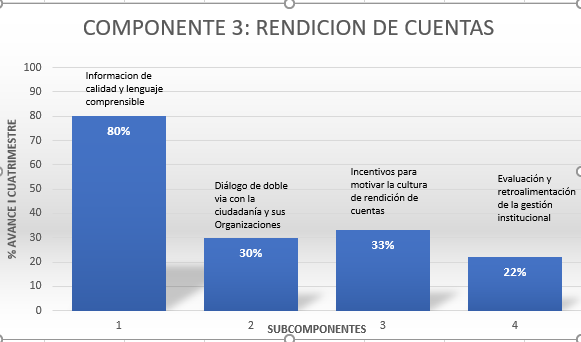 COMPONENTE 3: RENDICION DE CUENTAS
% AVANCE I CUATRIMESTRE
100
90
80
70
60
50
40
30
20
10
0
Informacion de
calidad y lenguaje
comprensible
80%
Diálogo de doble
via con la
ciudadanía y sus
Organizaciones
30%
Incentivos para
motivar la cultura
de rendición de
cuentas
33%
Evaluación y
retroalimentación
de la gestión
institucional
22%
1
2
3
4
SUBCOMPONENTES